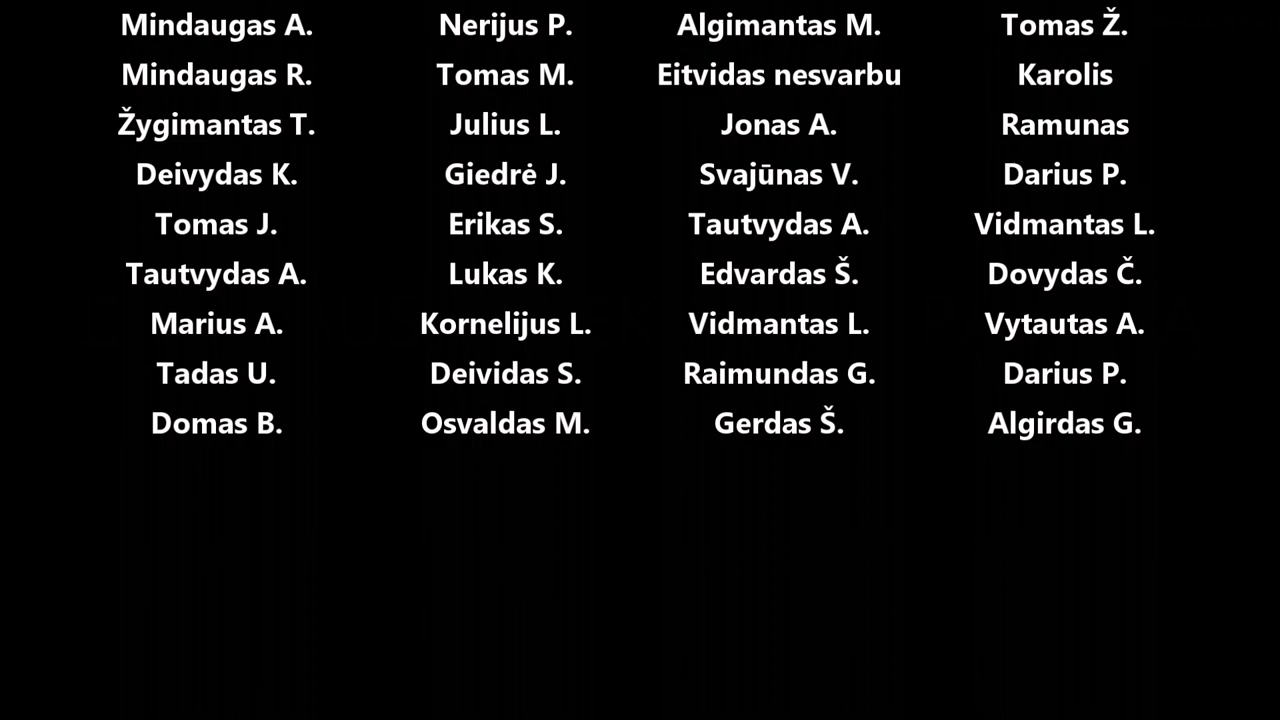 Mindaugas A. Nerijus P. Algimantas M. Tomas Ž.
Mindaugas R. Tomas M. Eitvidas nesvarbu Karolis
Žygimantas T. Julius L. Jonas A. Ramunas
Deivydas K. Giedrė J. Svajūnas V. Darius P.
Tomas J. Erikas S. Tautvydas A. Vidmantas L.
Tautvydas A. Lukas K. Edvardas Š. Dovydas Č.
Marius A. Kornelijus L. Vidmantas L. Vytautas A.
Tadas U. Deividas S. Raimundas G. Darius P.
Domas B. Osvaldas M. Gerdas Š. Algirdas G.